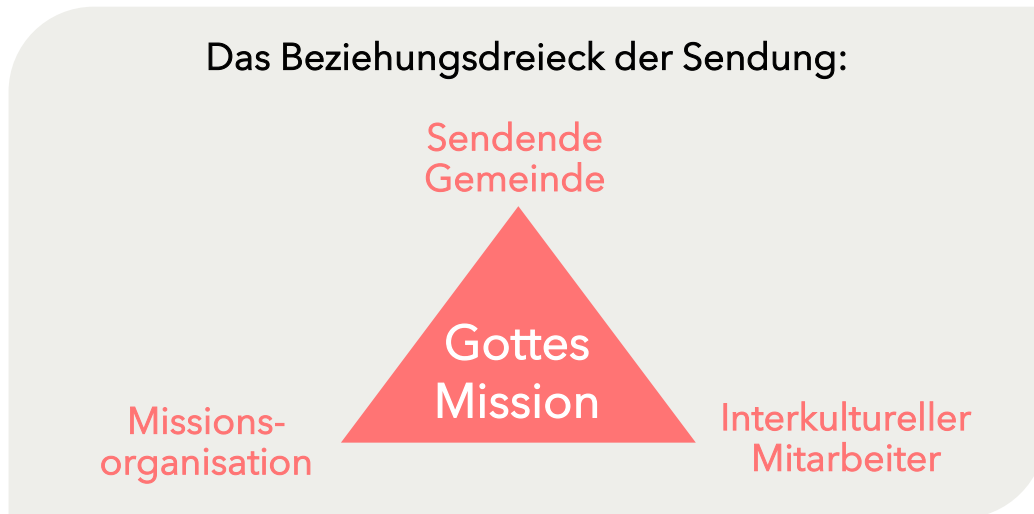 Das Beziehungsdreieck der Sendung:
Sendende
Gemeinde
Gottes
Mission
Missions-
organisation
Interkultureller
Mitarbeiter